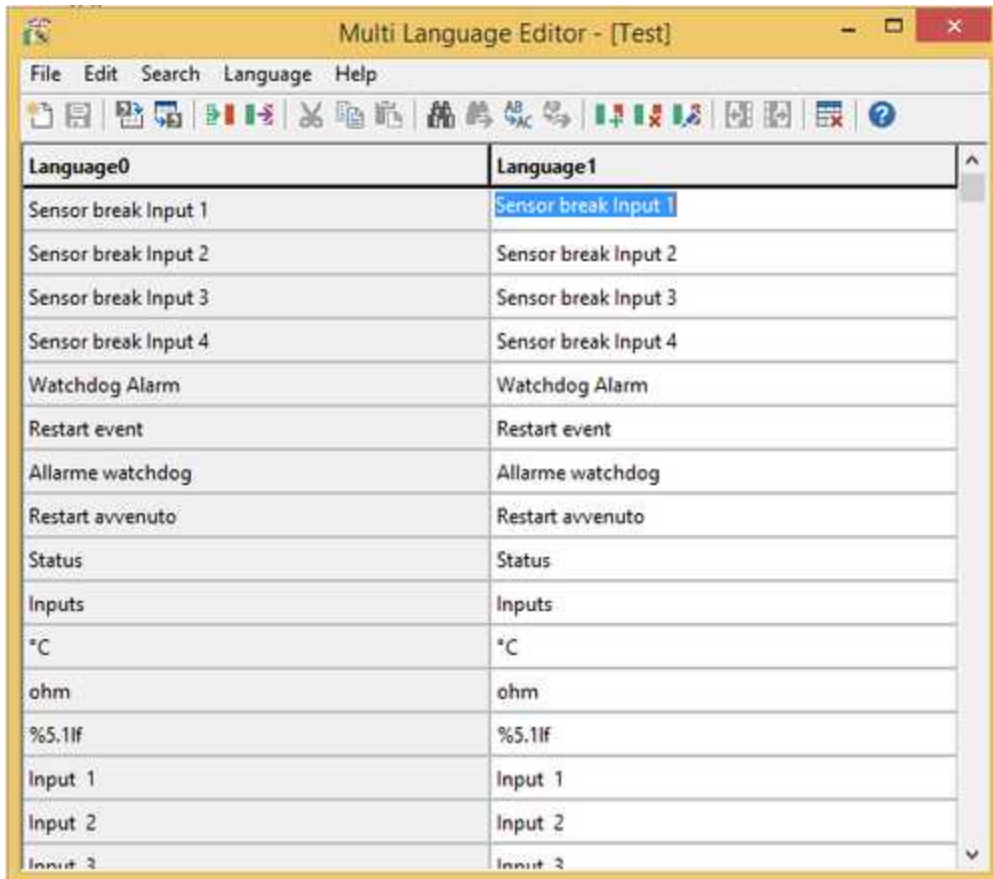 Multi Language Editor - [Test]
File Edit Search Language Help
Language0 Language1
Sensor break Input 1 Sensor break Input 1
Sensor break Input 2 Sensor break Input 2
Sensor break Input 3 Sensor break Input 3
Sensor break Input 4 Sensor break Input 4
Watchdog Alarm Watchdog Alarm
Restart event Restart event
Allarme watchdog Allarme watchdog
Restart avvenuto Restart avvenuto
Status Status
Inputs Inputs
°C °C
ohm ohm
%5.1lf %5.1lf
Input 1 Input 1
Input 2 Input 2
Input 3 Input 3